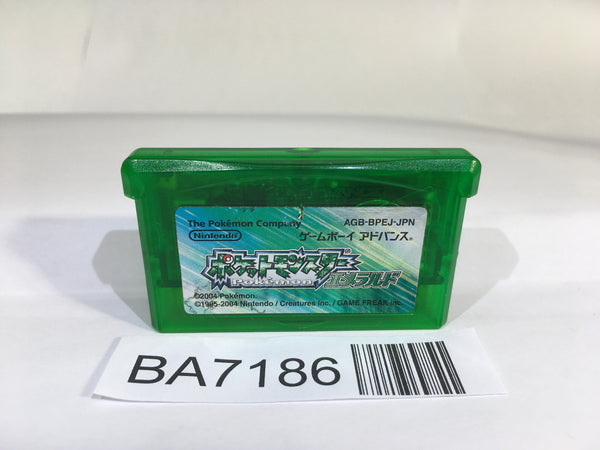 The Pokémon Company
AGB-BPEJ-JPN
Nintendo
ゲームボーイ アドバンス®
ポケットモンスター
Pokémon
エメラルド
©2004 Pokémon.
©1995-2004 Nintendo / Creatures inc. / GAME FREAK inc.
BA7186